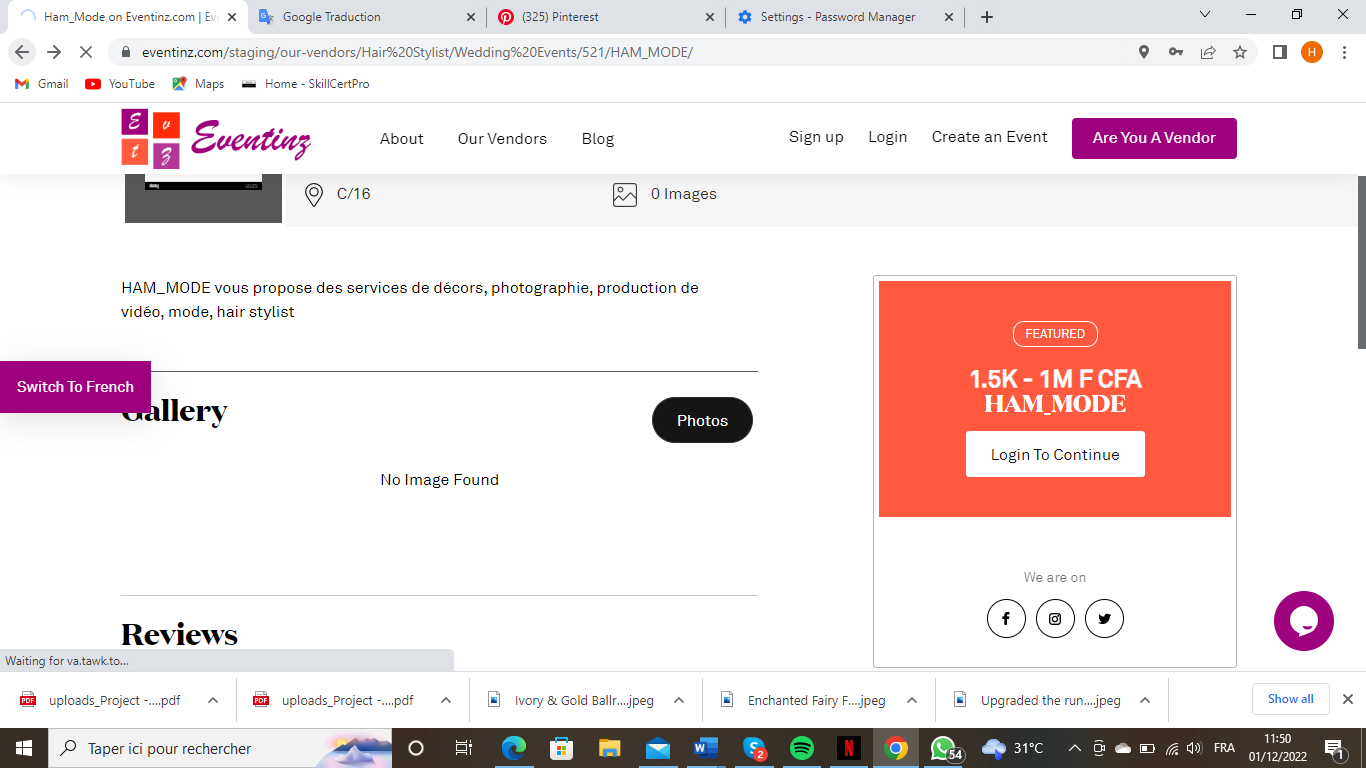 Ham_Mode on Eventinz.com | Ev
Google Traduction
(325) Pinterest
Settings - Password Manager
eventinz.com/staging/our-vendors/Hair%20Stylist/Wedding%20Events/521/HAM_MODE/
H
Gmail
YouTube
Maps
Home - SkillCertPro
E v t z
Eventinz
About
Our Vendors
Blog
Sign up
Login
Create an Event
Are You A Vendor
C/16
0 Images
HAM_MODE vous propose des services de décors, photographie, production de
vidéo, mode, hair stylist
Switch To French
Gallery
Photos
No Image Found
FEATURED
1.5K - 1M F CFA
HAM_MODE
Login To Continue
We are on
Reviews
Waiting for va.tawk.to...
uploads_Project -....pdf
uploads_Project -....pdf
Ivory & Gold Ballr....jpeg
Enchanted Fairy F....jpeg
Upgraded the run....jpeg
Show all
Taper ici pour rechercher
2
54
31°C
FRA
11:50
01/12/2022
1